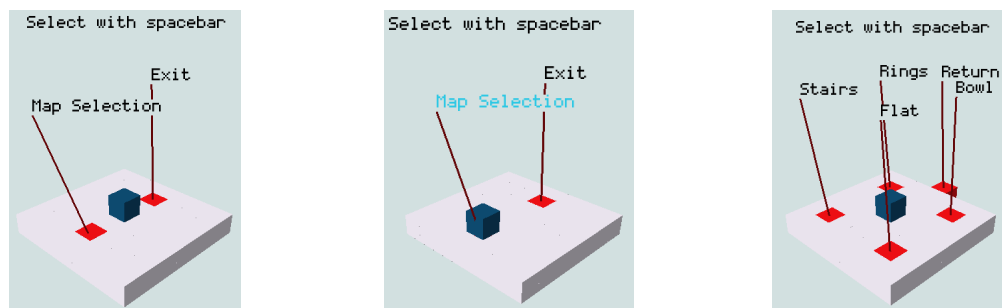 Select with spacebar
Exit
Map Selection
Select with spacebar
Exit
Map Selection
Select with spacebar
Rings Return
Stairs Bowl
Flat